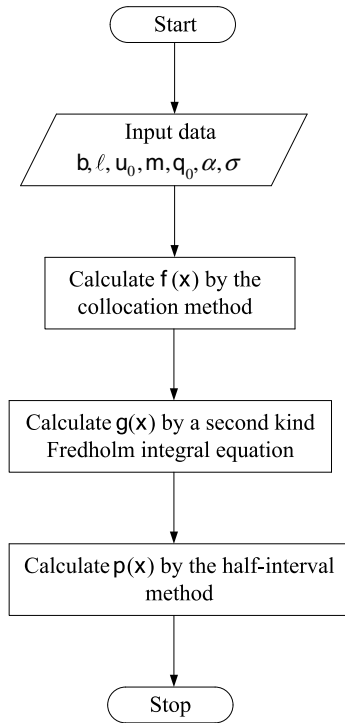 Start
Input data
b, ℓ, u₀, m, q₀, α, σ
Calculate f(x) by the
collocation method
Calculate g(x) by a second kind
Fredholm integral equation
Calculate p(x) by the half-interval
method
Stop